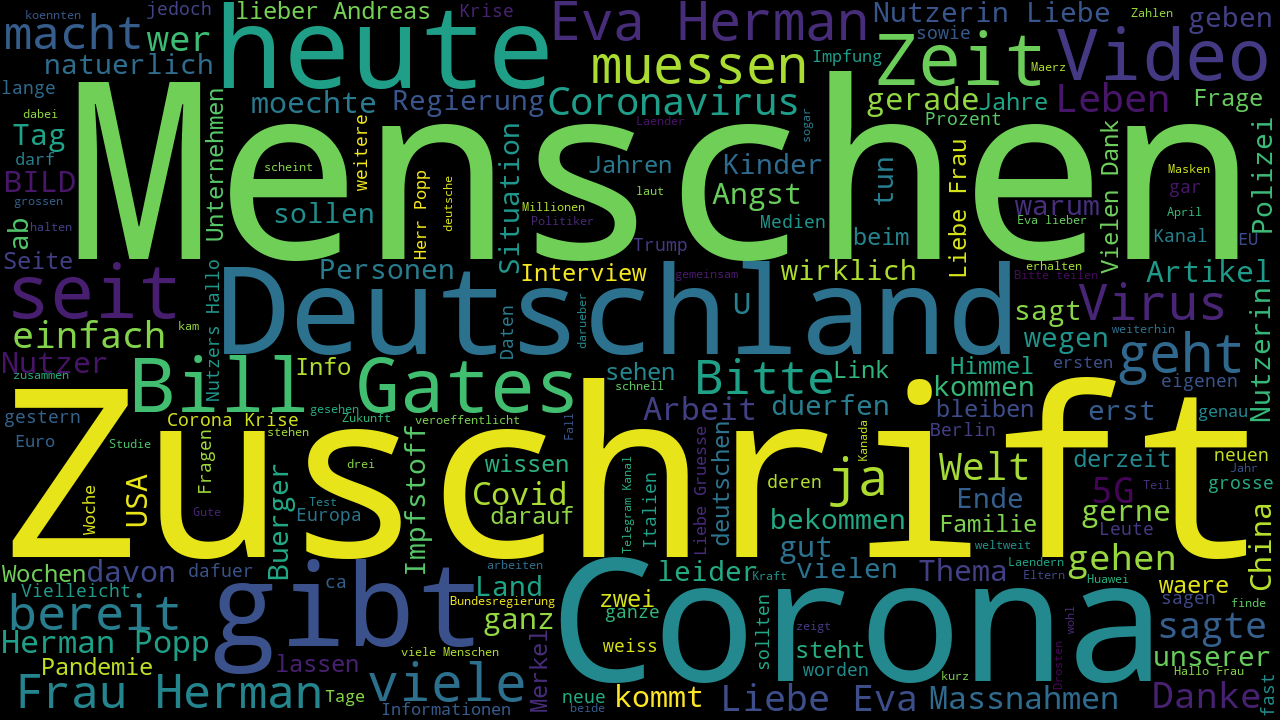 koennten
jedoch
lieber Andreas
Krise
Eva Herman
Nutzerin Liebe
Zahlen
geben
macht
wer
heute
muessen
Impfung
Zeit
sowie
Video
natuerlich
Maerz
lange
moechte
Regierung
Coronavirus
gerade
Jahre
Leben
Frage
dabei
Tag
Unternehmen
Menschen
weiterer
Laender
sogar
Prozent
Vielen Dank
Polizei
darf
BILD
scheint
Situation
Jahren
Kinder
tun
Liebe Frau
Masken
gar
grossen
sollen
Herr Popp
deutsche
laut
Angst
warum
ab
halten
Millionen
Politiker
Medien
Eva lieber
April
Seite
Trump
beim
Kanal
EU
Personen
Interview
gemeinsam
wirklich
erhalten
Bitte teilen
Artikel
seit
Nutzers Hallo
Deutschland
U
sagt
Virus
Nutzerin
einfach
kam
Daten
darueber
wegen
weiterhin
geht
Nutzer
zusammen
Bill Gates
Info
sehen
Bitte
Link
Himmel
kommen
ersten
eigenen
schnell
gestern
Zuschrift
Corona Krise
gesehen
Zukunft
veroeffentlicht
Arbeit
duerfen
bleiben
erst
genau
Euro
Studie
Fragen
stehen
Fall
Kanada
Berlin
drei
Impfstoff
wissen
deutschen
ja
Welt
derzeit
neuen
Jahr
Woche
USA
Buerger
Covid
Telegram Kanal
Italien
Liebe Gruesse
deren
Ende
5G
Teil
grosse
Gute
Test
Europa
darauf
bekommen
Familie
gerne
Leute
China
gut
weltweit
gehen
Wochen
davon
dafuer
gibt
ca
arbeiten
Land
Corona
leider
Kraft
vielen
Thema
Laendern
Eltern
Huawei
waere
Vielleicht
bereit
Bundesregierung
zwei
ganze
sagen
finde
ganz
sollten
zeigt
wohl
sagte
Herman Popp
viele Menschen
weiss
steht
unserer
Pandemie
lassen
Merkel
worden
Drosten
Hallo Frau
Frau Herman
Tage
viele
Informationen
neue
beide
kommt
Liebe Eva
kurz
Massnahmen
Danke
fast